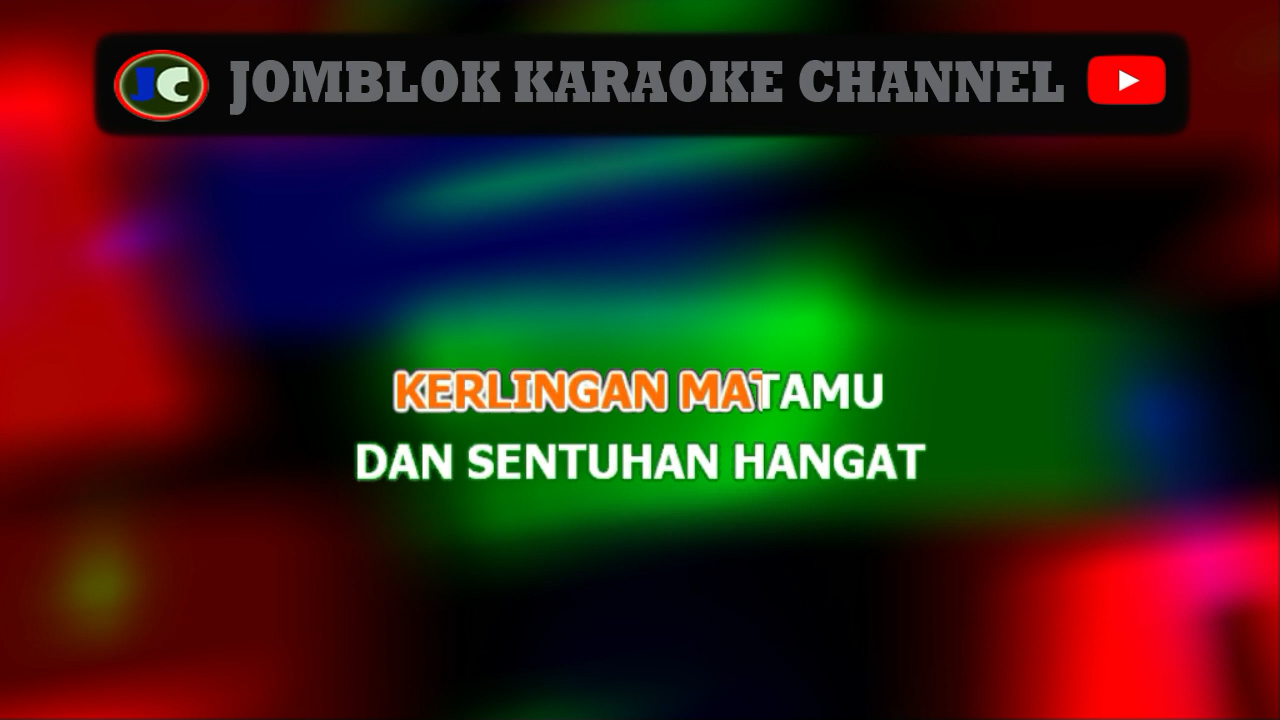 JC JOMBLOK KARAOKE CHANNEL
KERLINGAN MATAMU
DAN SENTUHAN HANGAT